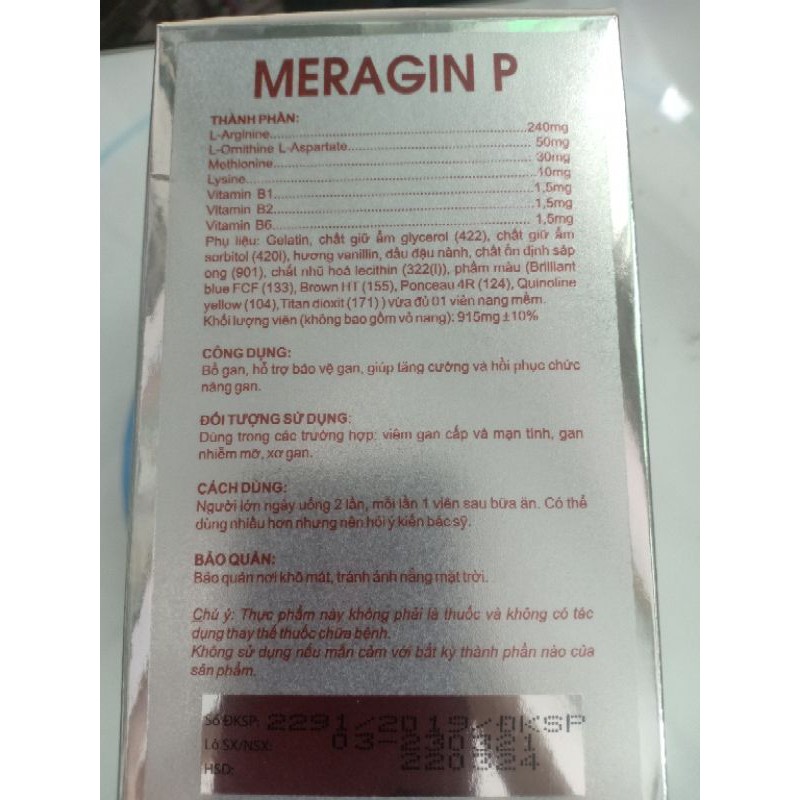 MERAGIN P
THÀNH PHẦN:
L-Arginine....................................................240mg
L-Ornithine L-Aspartate................................ 50mg
Methionine................................................... 30mg
Lysine..........................................................10mg
Vitamin B1....................................................1,5mg
Vitamin B2....................................................1,5mg
Vitamin B6....................................................1,5mg
Phụ liệu: Gelatin, chất giữ ẩm glycerol (422), chất giữ ẩm
sorbitol (420I), hương vanillin, dầu đậu nành, chất ổn định sáp
ong (901), chất nhũ hoá lecithin (322(I)), phẩm màu (Brilliant
blue FCF (133), Brown HT (155), Ponceau 4R (124), Quinoline
yellow (104),Titan dioxit (171) ) vừa đủ 01 viên nang mềm.
Khối lượng viên (không bao gồm vỏ nang): 915mg ±10%
CÔNG DỤNG:
Bổ gan, hỗ trợ bảo vệ gan, giúp tăng cường và hồi phục chức
năng gan.
ĐỐI TƯỢNG SỬ DỤNG:
Dùng trong các trường hợp: viêm gan cấp và mạn tính, gan
nhiễm mỡ, xơ gan.
CÁCH DÙNG:
Người lớn ngày uống 2 lần, mỗi lần 1 viên sau bữa ăn. Có thể
dùng nhiều hơn nhưng nên hỏi ý kiến bác sỹ.
BẢO QUẢN:
Bảo quản nơi khô mát, tránh ánh nắng mặt trời.
Chú ý: Thực phẩm này không phải là thuốc và không có tác
dụng thay thế thuốc chữa bệnh.
Không sử dụng nếu mẫn cảm với bất kỳ thành phần nào của
sản phẩm.
Số ĐKSP: 2291/2019/ĐKSP
Lô SX/NSX: 03-230321
HSD: 220324